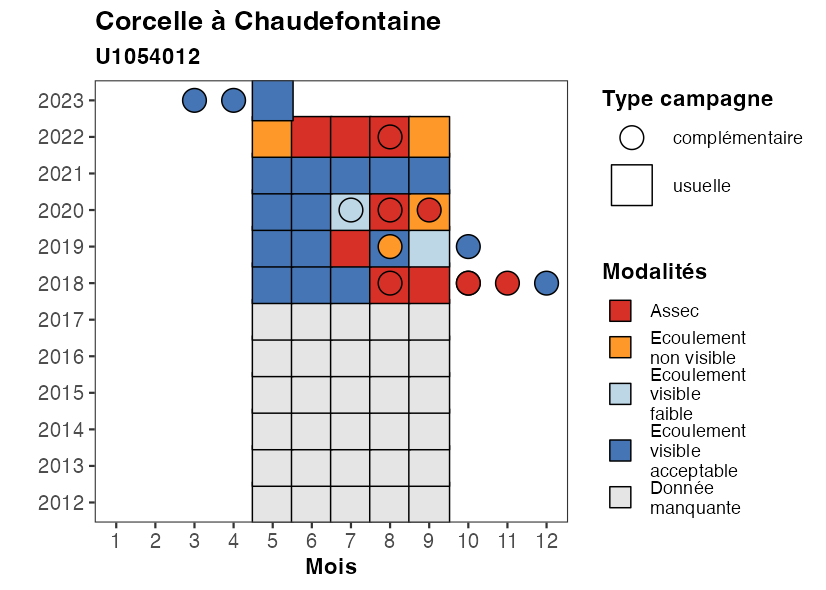 Corcelle à Chaudefontaine
U1054012
2023
2022
2021
2020
2019
2018
2017
2016
2015
2014
2013
2012
1 2 3 4 5 6 7 8 9 10 11 12
Mois
Type campagne
complémentaire
usuelle
Modalités
Assec
Ecoulement
non visible
Ecoulement
visible
faible
Ecoulement
visible
acceptable
Donnée
manquante